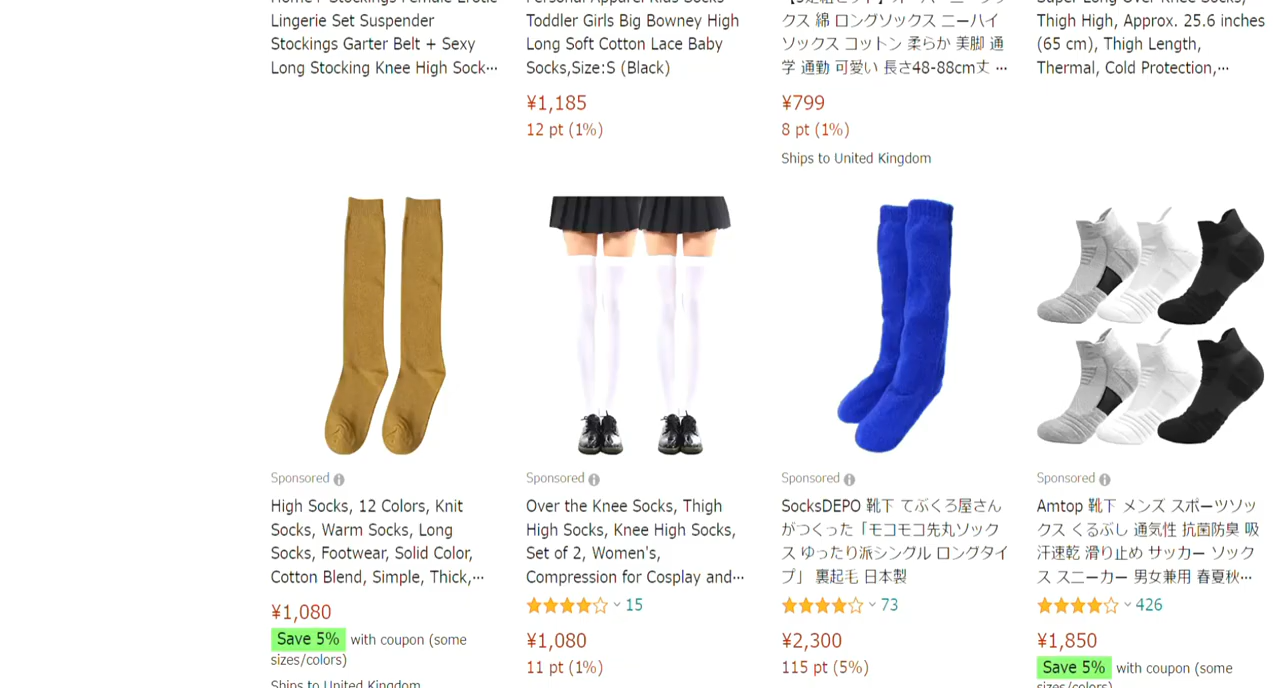 Lingerie Set Suspender
Stockings Garter Belt + Sexy
Long Stocking Knee High Sock…
Toddler Girls Big Bowney High
Long Soft Cotton Lace Baby
Socks,Size:S (Black)
¥1,185
12 pt (1%)
クス 綿 ロングソックス ニーハイ
ソックス コットン 柔らか 美脚 通
学 通勤 可愛い 長さ48-88cm丈 …
¥799
8 pt (1%)
Ships to United Kingdom
Super Long Over Knee Socks,
Thigh High, Approx. 25.6 inches
(65 cm), Thigh Length,
Thermal, Cold Protection,…
Sponsored
High Socks, 12 Colors, Knit
Socks, Warm Socks, Long
Socks, Footwear, Solid Color,
Cotton Blend, Simple, Thick,…
¥1,080
Save 5% with coupon (some
sizes/colors)
Ships to United Kingdom
Sponsored
Over the Knee Socks, Thigh
High Socks, Knee High Socks,
Set of 2, Women's,
Compression for Cosplay and…
15
¥1,080
11 pt (1%)
Sponsored
SocksDEPO 靴下 てぶくろ屋さん
がつくった「モコモコ先丸ソック
ス ゆったり派シングル ロングタイ
プ」 裏起毛 日本製
73
¥2,300
115 pt (5%)
Sponsored
Amtop 靴下 メンズ スポーツソッ
クス くるぶし 通気性 抗菌防臭 吸
汗速乾 滑り止め サッカー ソック
ス スニーカー 男女兼用 春夏秋…
426
¥1,850
Save 5% with coupon (some
sizes/colors)